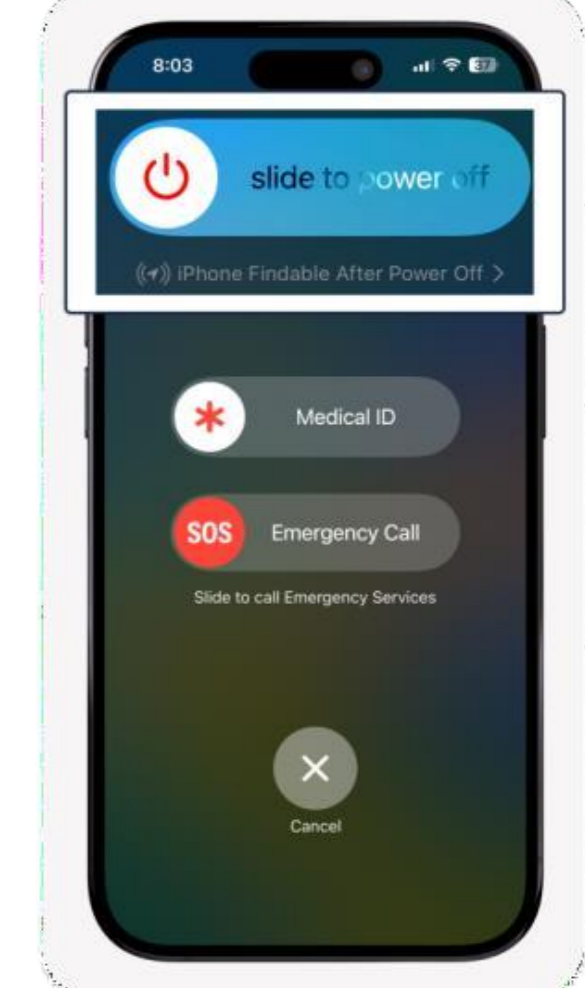 8:03
37
slide to power off
iPhone Findable After Power Off >
Medical ID
SOS Emergency Call
Slide to call Emergency Services
Cancel